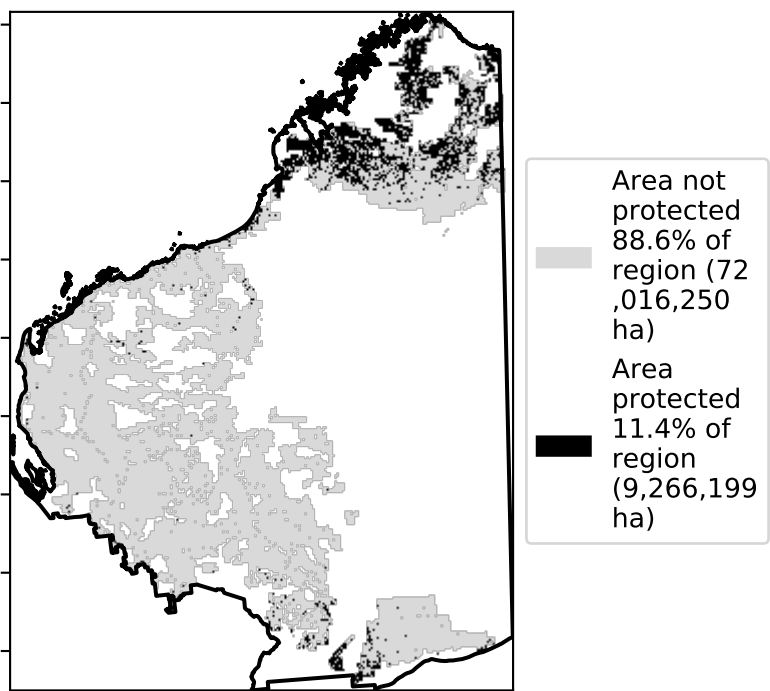 Area not
protected
88.6% of
region (72
,016,250
ha)
Area
protected
11.4% of
region
(9,266,199
ha)